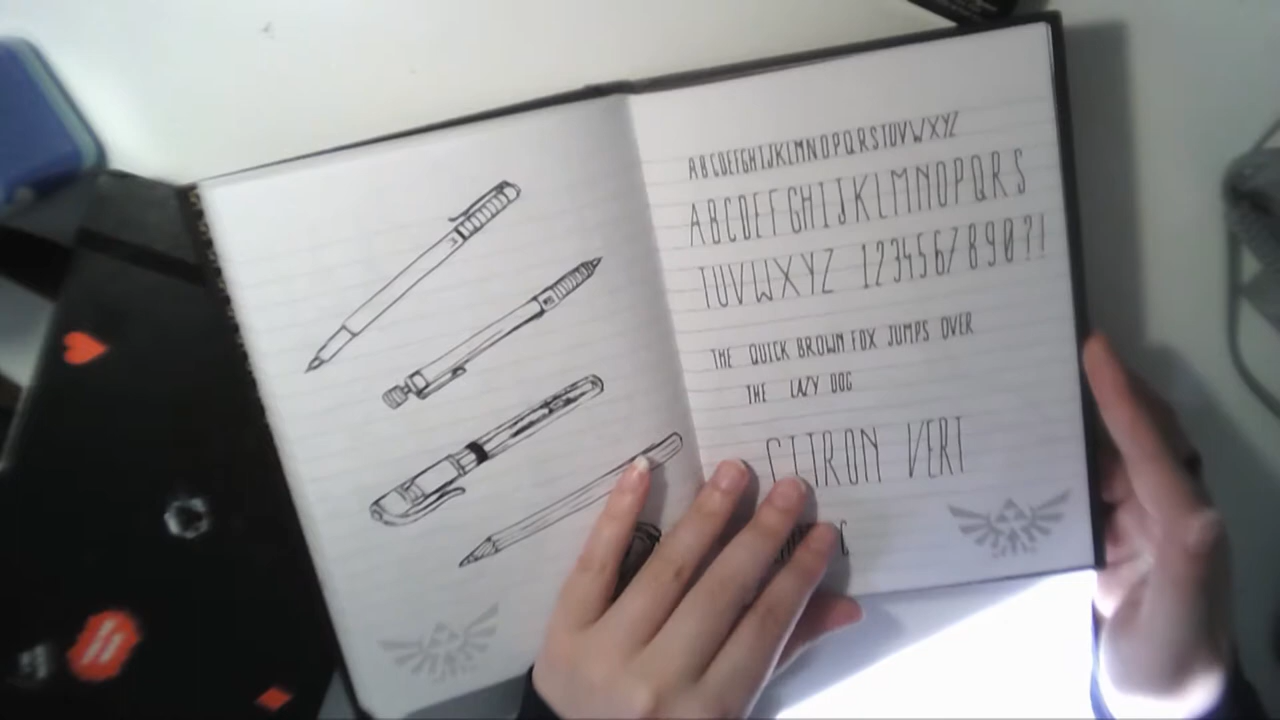 ABCDEFGHIJKLMNOPQRSTUVWXYZ
ABCDEFGHIJKLMNOPQRS
TUVWXYZ 1234567890?!
THE QUICK BROWN FOX JUMPS OVER
THE LAZY DOG
CITRON VERT